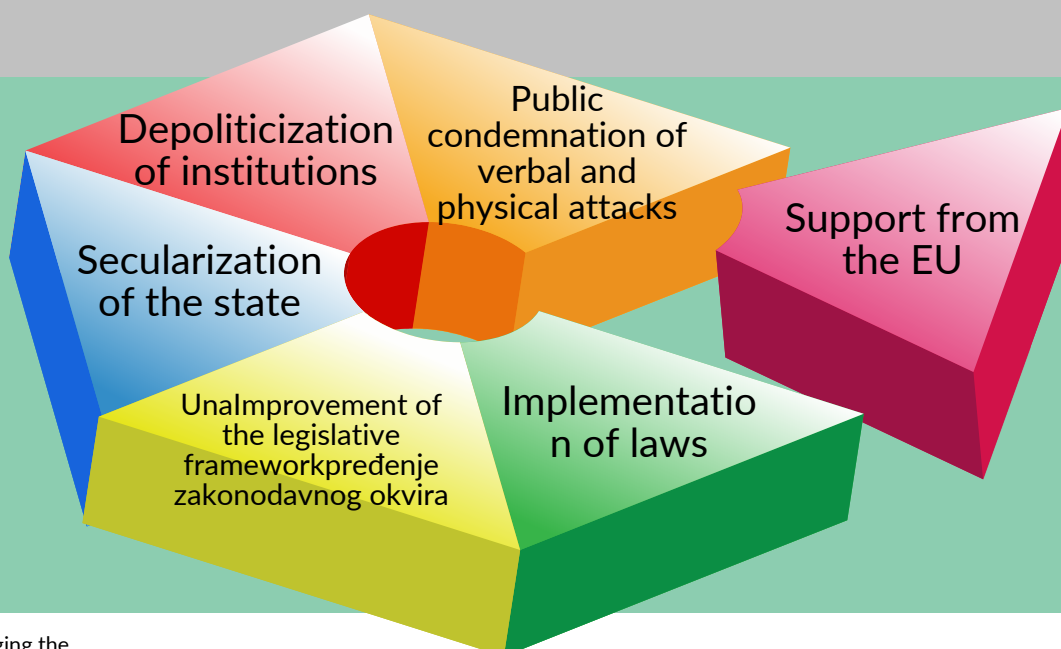 Depoliticization
of institutions
Public
condemnation of
verbal and
physical attacks
Support from
the EU
Secularization
of the state
UnaImprovement of
the legislative
frameworkpređenje
zakonodavnog okvira
Implementatio
n of laws
the